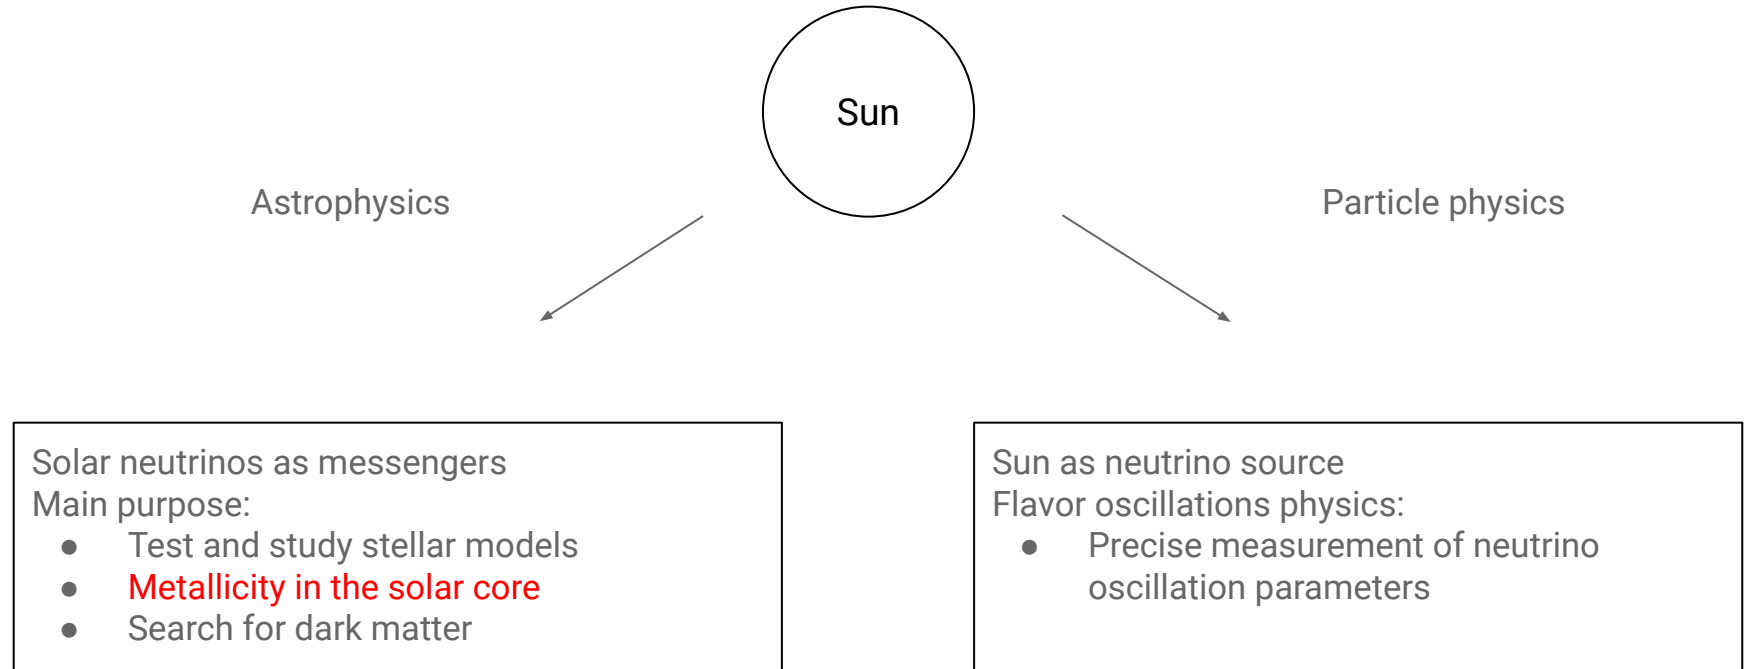 Sun
Astrophysics
Particle physics
Solar neutrinos as messengers
Main purpose:
● Test and study stellar models
● Metallicity in the solar core
● Search for dark matter
Sun as neutrino source
Flavor oscillations physics:
● Precise measurement of neutrino
oscillation parameters